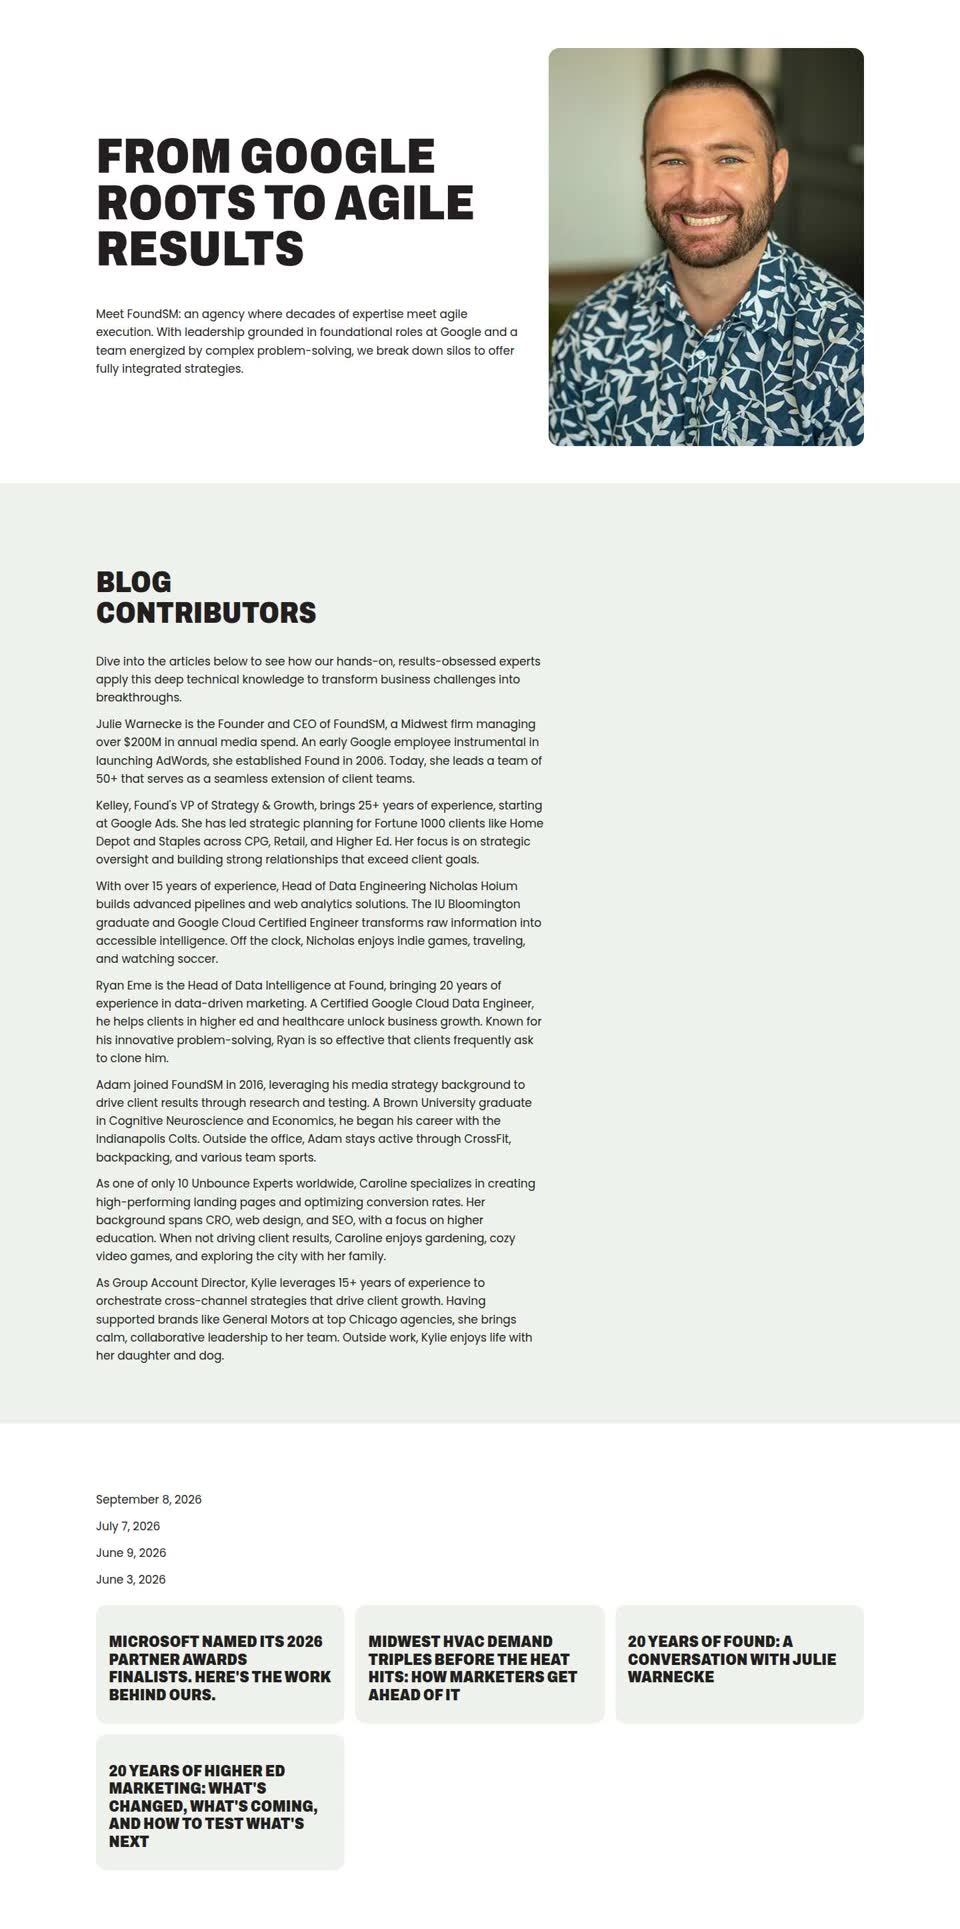 FROM GOOGLE
ROOTS TO AGILE
RESULTS
Meet FoundSM: an agency where decades of expertise meet agile
execution. With leadership grounded in foundational roles at Google and a
team energized by complex problem-solving, we break down silos to offer
fully integrated strategies.
BLOG
CONTRIBUTORS
Dive into the articles below to see how our hands-on, results-obsessed experts
apply this deep technical knowledge to transform business challenges into
breakthroughs.
Julie Warnecke is the Founder and CEO of FoundSM, a Midwest firm managing
over $200M in annual media spend. An early Google employee instrumental in
launching AdWords, she established Found in 2006. Today, she leads a team of
50+ that serves as a seamless extension of client teams.
Kelley, Found's VP of Strategy & Growth, brings 25+ years of experience, starting
at Google Ads. She has led strategic planning for Fortune 1000 clients like Home
Depot and Staples across CPG, Retail, and Higher Ed. Her focus is on strategic
oversight and building strong relationships that exceed client goals.
With over 15 years of experience, Head of Data Engineering Nicholas Holum
builds advanced pipelines and web analytics solutions. The IU Bloomington
graduate and Google Cloud Certified Engineer transforms raw information into
accessible intelligence. Off the clock, Nicholas enjoys indie games, traveling,
and watching soccer.
Ryan Eme is the Head of Data Intelligence at Found, bringing 20 years of
experience in data-driven marketing. A Certified Google Cloud Data Engineer,
he helps clients in higher ed and healthcare unlock business growth. Known for
his innovative problem-solving, Ryan is so effective that clients frequently ask
to clone him.
Adam joined FoundSM in 2016, leveraging his media strategy background to
drive client results through research and testing. A Brown University graduate
in Cognitive Neuroscience and Economics, he began his career with the
Indianapolis Colts. Outside the office, Adam stays active through CrossFit,
backpacking, and various team sports.
As one of only 10 Unbounce Experts worldwide, Caroline specializes in creating
high-performing landing pages and optimizing conversion rates. Her
background spans CRO, web design, and SEO, with a focus on higher
education. When not driving client results, Caroline enjoys gardening, cozy
video games, and exploring the city with her family.
As Group Account Director, Kylie leverages 15+ years of experience to
orchestrate cross-channel strategies that drive client growth. Having
supported brands like General Motors at top Chicago agencies, she brings
calm, collaborative leadership to her team. Outside work, Kylie enjoys life with
her daughter and dog.
September 8, 2026
July 7, 2026
June 9, 2026
June 3, 2026
MICROSOFT NAMED ITS 2026
PARTNER AWARDS
FINALISTS. HERE'S THE WORK
BEHIND OURS.
MIDWEST HVAC DEMAND
TRIPLES BEFORE THE HEAT
HITS: HOW MARKETERS GET
AHEAD OF IT
20 YEARS OF FOUND: A
CONVERSATION WITH JULIE
WARNECKE
20 YEARS OF HIGHER ED
MARKETING: WHAT'S
CHANGED, WHAT'S COMING,
AND HOW TO TEST WHAT'S
NEXT